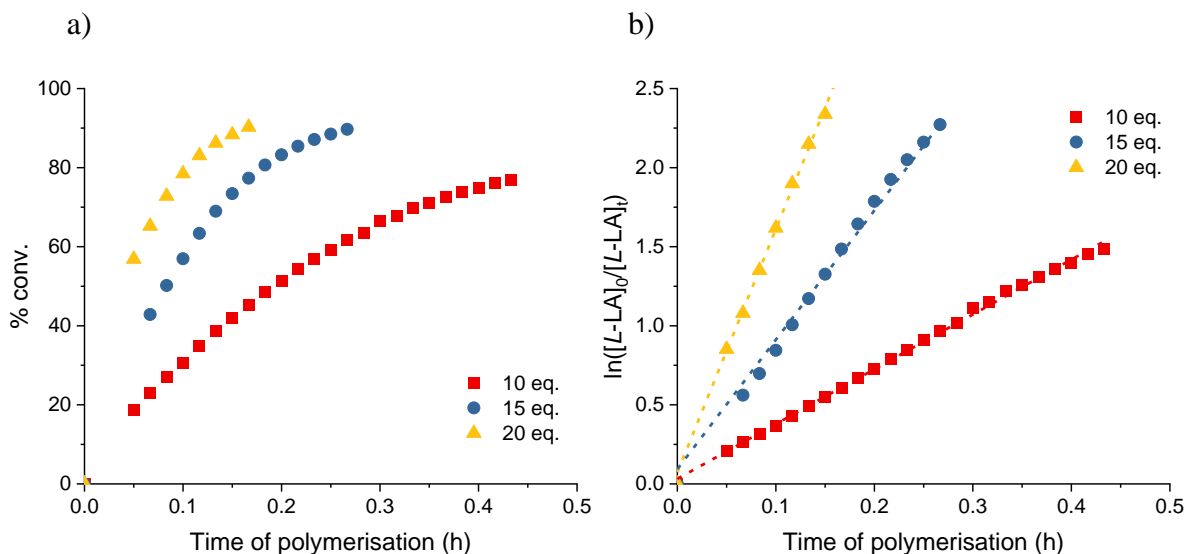 a)
b)
100
80
60
40
20
0
% conv.
10 eq.
15 eq.
20 eq.
0.0 0.1 0.2 0.3 0.4 0.5
Time of polymerisation (h)
2.5
2.0
1.5
1.0
0.5
0.0
ln([L-LA]0/[L-LA]t)
10 eq.
15 eq.
20 eq.
0.0 0.1 0.2 0.3 0.4 0.5
Time of polymerisation (h)